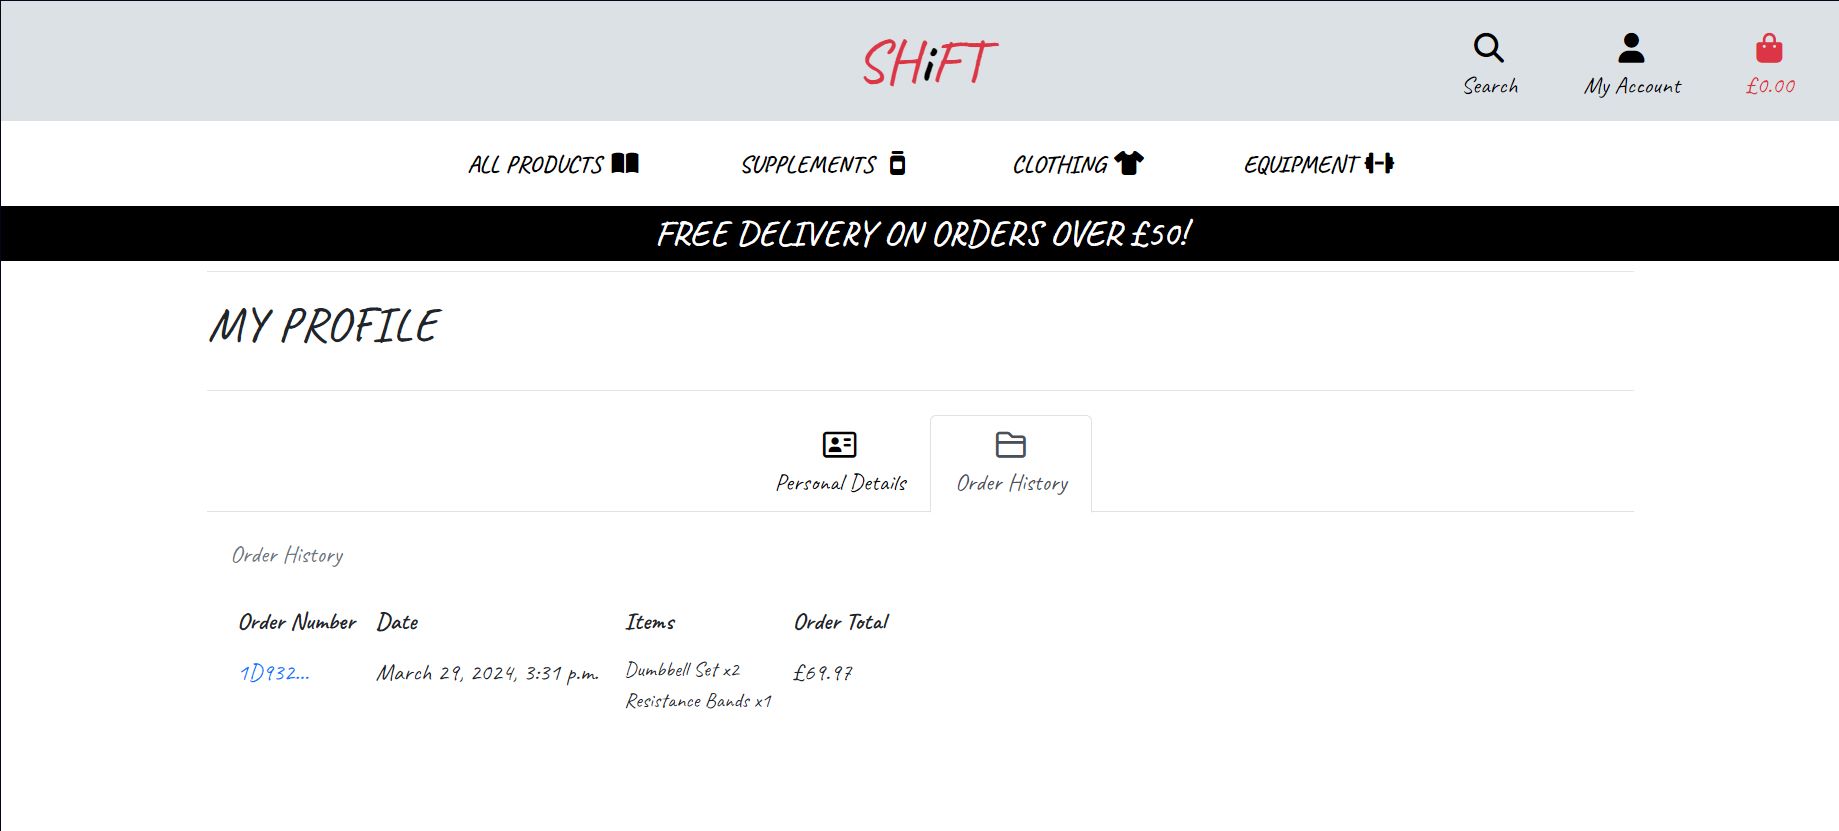 SHiFT
Search
My Account
£0.00
ALL PRODUCTS
SUPPLEMENTS
CLOTHING
EQUIPMENT
FREE DELIVERY ON ORDERS OVER £50!
MY PROFILE
Personal Details
Order History
Order History
Order Number Date Items Order Total
1D932... March 29, 2024, 3:31 p.m. Dumbbell Set x2 £69.97
Resistance Bands x1